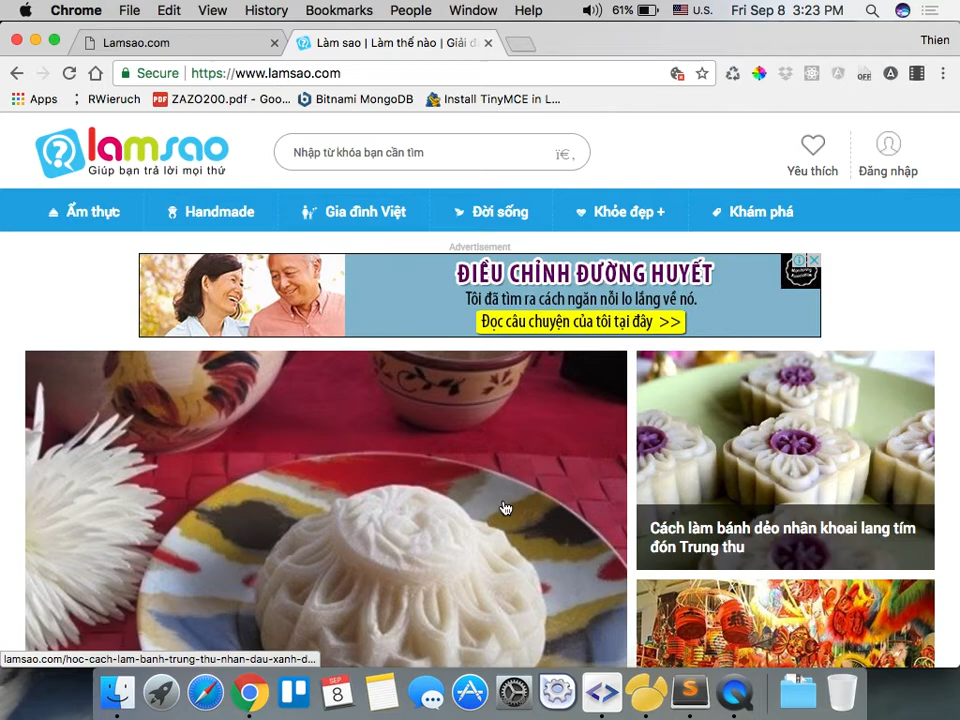 Chrome File Edit View History Bookmarks People Window Help 61% U.S. Fri Sep 8 3:23 PM
Lamsao.com Làm sao | Làm thế nào | Giải đ Thien
Secure https://www.lamsao.com
Apps RWieruch ZAZO200.pdf - Goo... Bitnami MongoDB Install TinyMCE in L...
lamsao
Giúp bạn trả lời mọi thứ
Nhập từ khóa bạn cần tìm
Yêu thích Đăng nhập
Ẩm thực Handmade Gia đình Việt Đời sống Khỏe đẹp + Khám phá
Advertisement
ĐIỀU CHỈNH ĐƯỜNG HUYẾT
Tôi đã tìm ra cách ngăn nỗi lo lắng về nó.
Đọc câu chuyện của tôi tại đây >>
Cách làm bánh dẻo nhân khoai lang tím
đón Trung thu
lamsao.com/hoc-cach-lam-banh-trung-thu-nhan-dau-xanh-d...
SEP
8